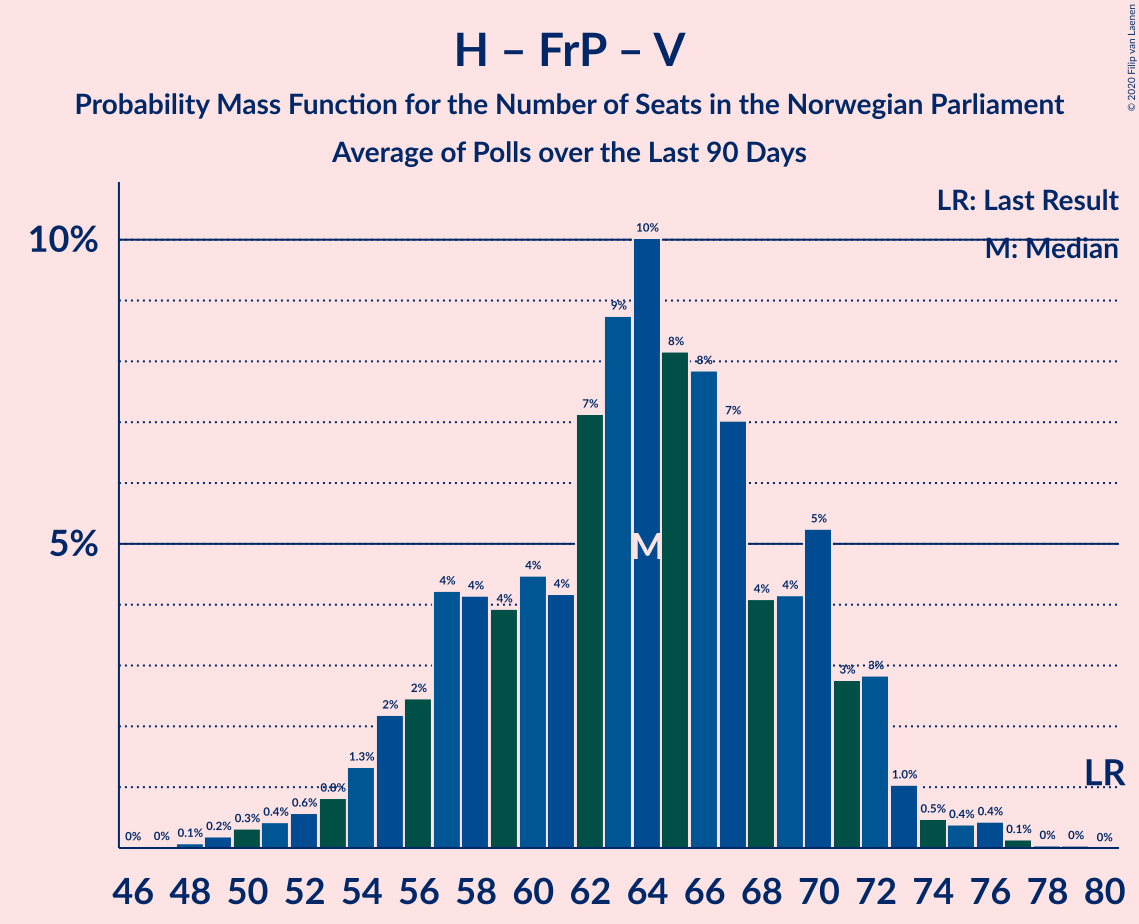 H – FrP – V
Probability Mass Function for the Number of Seats in the Norwegian Parliament
Average of Polls over the Last 90 Days
© 2020 Filip van Laenen
LR: Last Result
M: Median
10%
5%
0% 0% 0.1% 0.2% 0.3% 0.4% 0.6% 0.8% 1.3% 2% 2% 4% 4% 4% 4% 4% 7% 9% 10% 8% 8% 7% 4% 4% 5% 3% 3% 1.0% 0.5% 0.4% 0.4% 0.1% 0% 0% 0%
M
LR
46 48 50 52 54 56 58 60 62 64 66 68 70 72 74 76 78 80